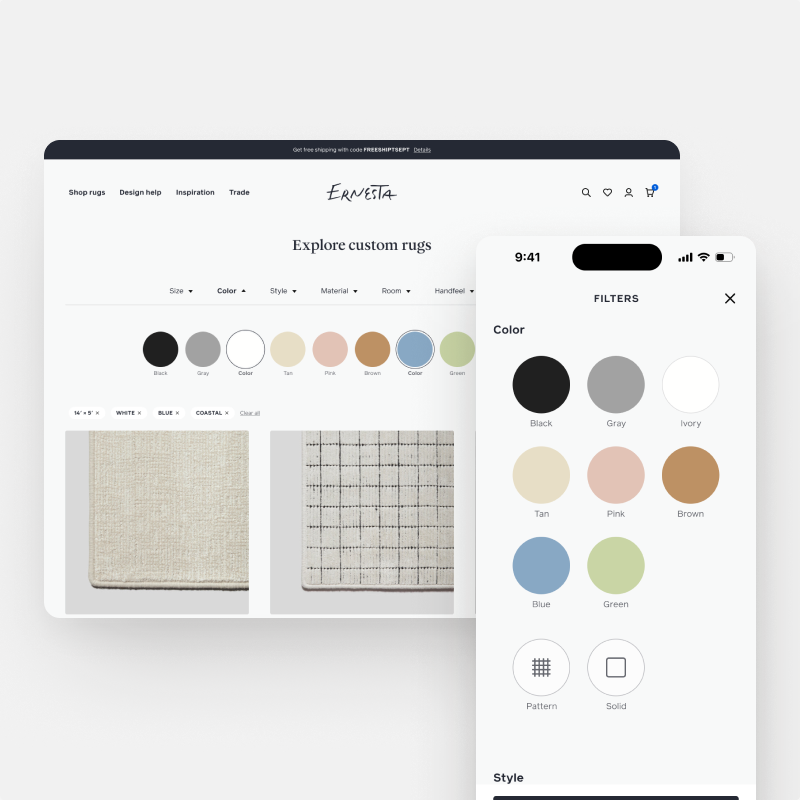 Get free shipping with code FREESHIPTSEPT Details
Shop rugs Design help Inspiration Trade ERNESTA
Explore custom rugs
Size Color Style Material Room Handfeel
Black Gray Color Tan Pink Brown Color Green
14' × 5' × WHITE × BLUE × COASTAL × Clear all
9:41
FILTERS
Color
Black Gray Ivory
Tan Pink Brown
Blue Green
Pattern Solid
Style